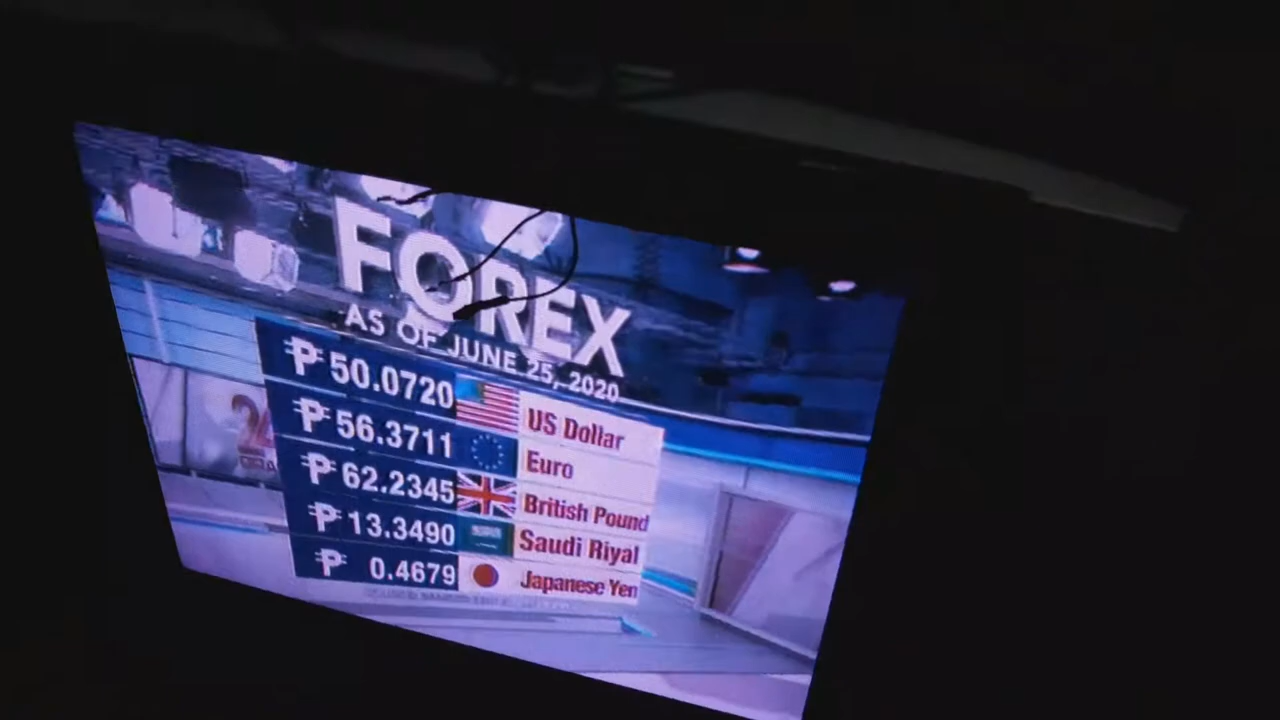 FOREX
AS OF JUNE 25, 2020
₱ 50.0720 US Dollar
₱ 56.3711 Euro
₱ 62.2345 British Pound
₱ 13.3490 Saudi Riyal
₱ 0.4679 Japanese Yen
24